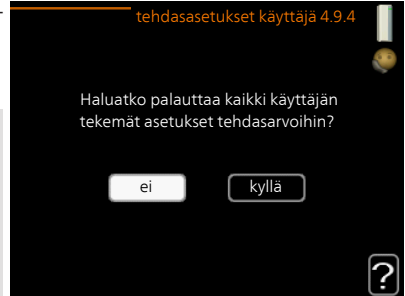 tehdasasetukset käyttäjä 4.9.4
Haluatko palauttaa kaikki käyttäjän
tekemät asetukset tehdasarvoihin?
ei
kyllä
?